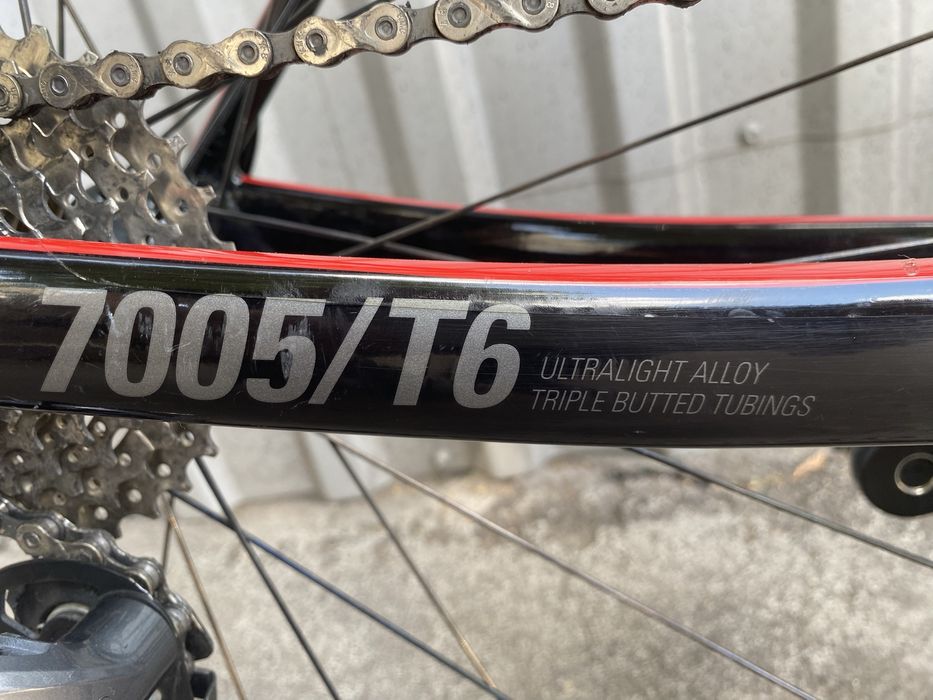 7005/T6
ULTRALIGHT ALLOY
TRIPLE BUTTED TUBINGS